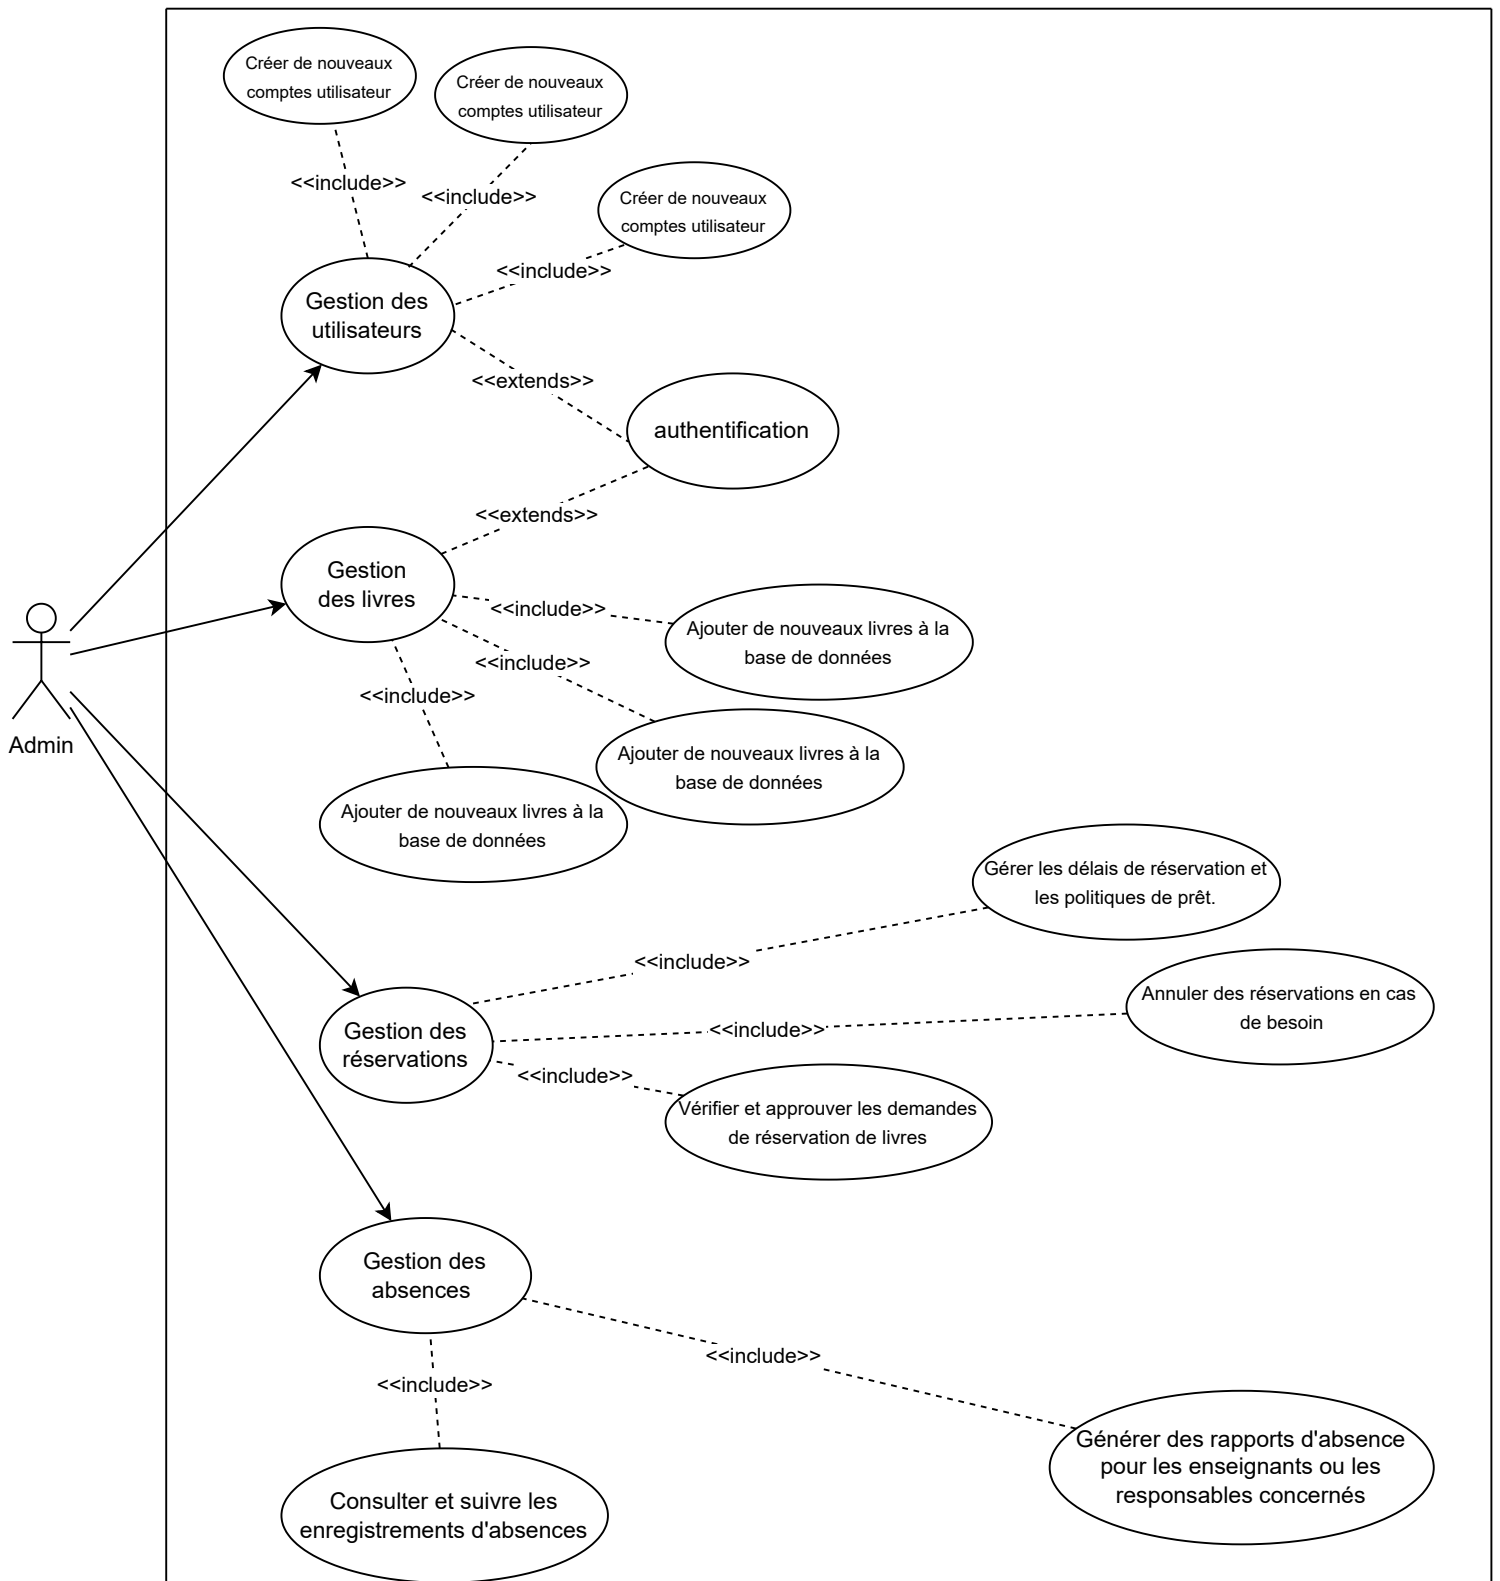 Créer de nouveaux
comptes utilisateur
Créer de nouveaux
comptes utilisateur
<<include>>
<<include>>
Créer de nouveaux
comptes utilisateur
<<include>>
Gestion des
utilisateurs
<<extends>>
authentification
<<extends>>
Gestion
des livres
<<include>>
Ajouter de nouveaux livres à la
base de données
<<include>>
<<include>>
Admin
Ajouter de nouveaux livres à la
base de données
Ajouter de nouveaux livres à la
base de données
Gérer les délais de réservation et
les politiques de prêt.
<<include>>
Annuler des réservations en cas
de besoin
Gestion des
réservations
<<include>>
<<include>>
Vérifier et approuver les demandes
de réservation de livres
Gestion des
absences
<<include>>
<<include>>
Générer des rapports d'absence
pour les enseignants ou les
responsables concernés
Consulter et suivre les
enregistrements d'absences